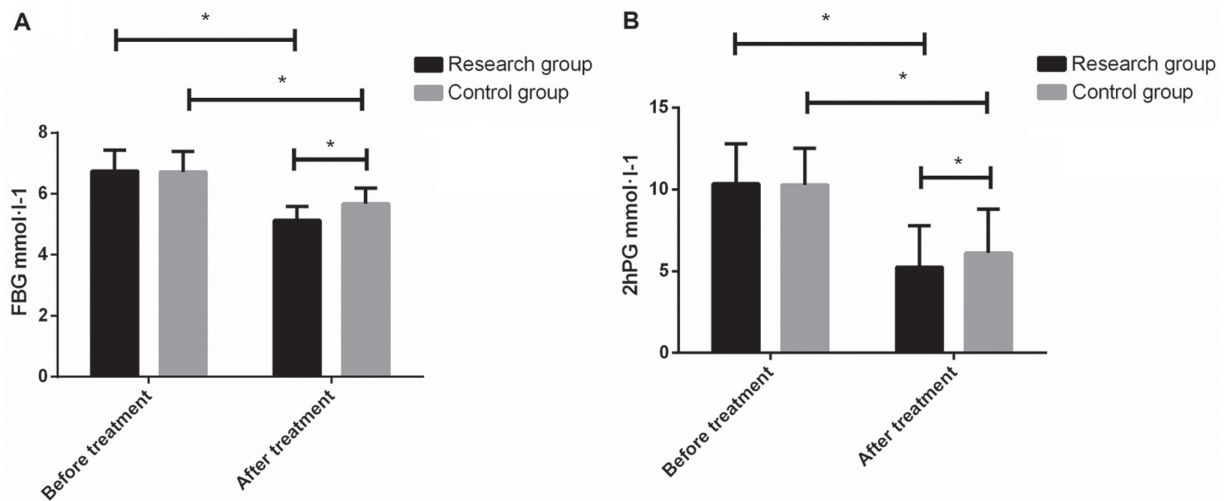 A
*
*
Research group
Control group
8
6
4
2
0
*
FBG mmol·l-1
Before treatment
After treatment
B
*
*
Research group
Control group
15
10
5
0
*
2hPG mmol·l-1
Before treatment
After treatment